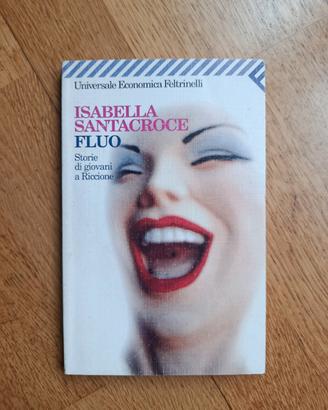 Universale Economica Feltrinelli
ISABELLA
SANTACROCE
FLUO
Storie
di giovani
a Riccione